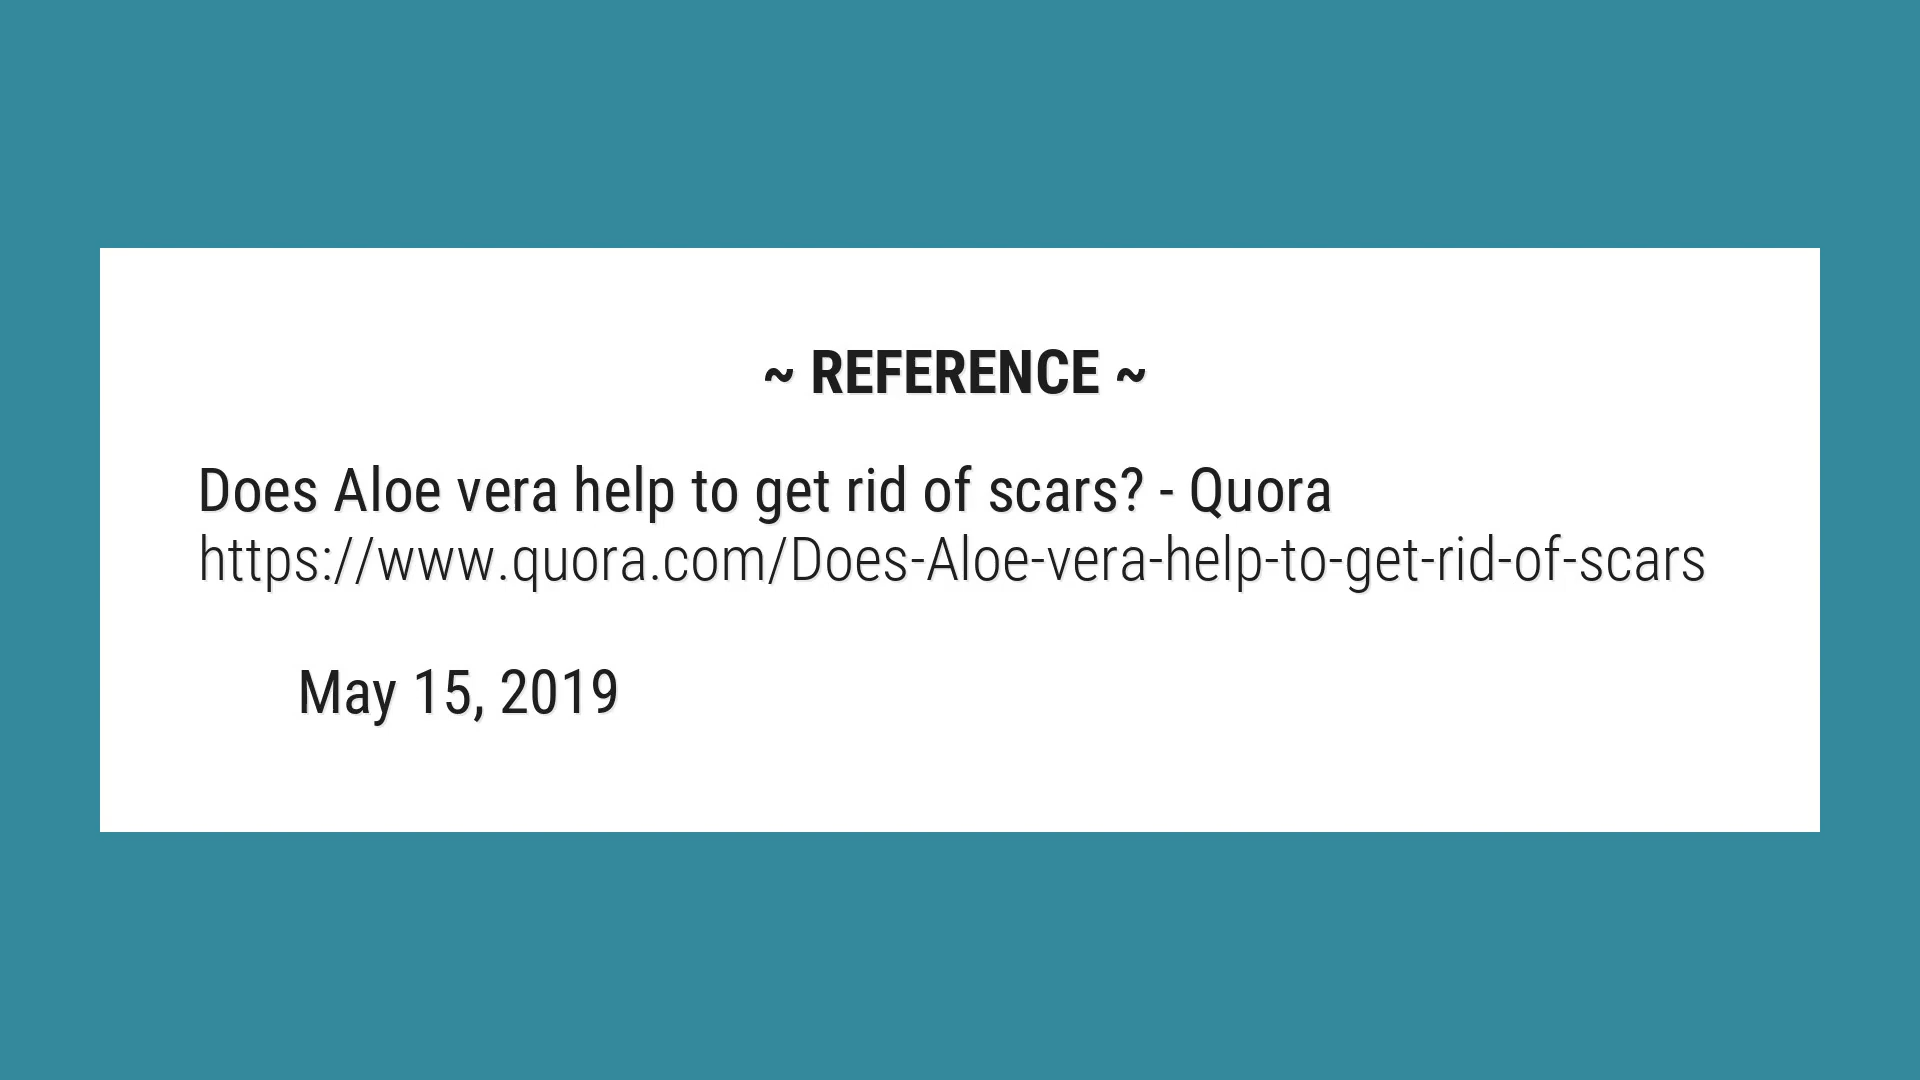 ~ REFERENCE ~
Does Aloe vera help to get rid of scars? - Quora
https://www.quora.com/Does-Aloe-vera-help-to-get-rid-of-scars
May 15, 2019